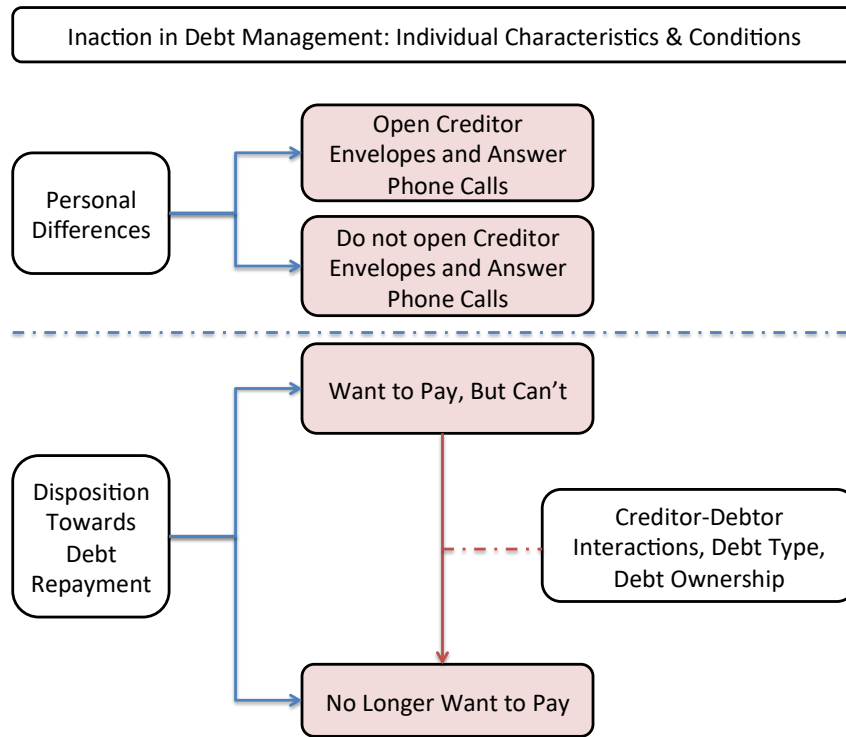 Inaction in Debt Management: Individual Characteristics & Conditions
Open Creditor
Envelopes and Answer
Phone Calls
Personal
Differences
Do not open Creditor
Envelopes and Answer
Phone Calls
Want to Pay, But Can't
Disposition
Towards
Debt
Repayment
Creditor-Debtor
Interactions, Debt Type,
Debt Ownership
No Longer Want to Pay